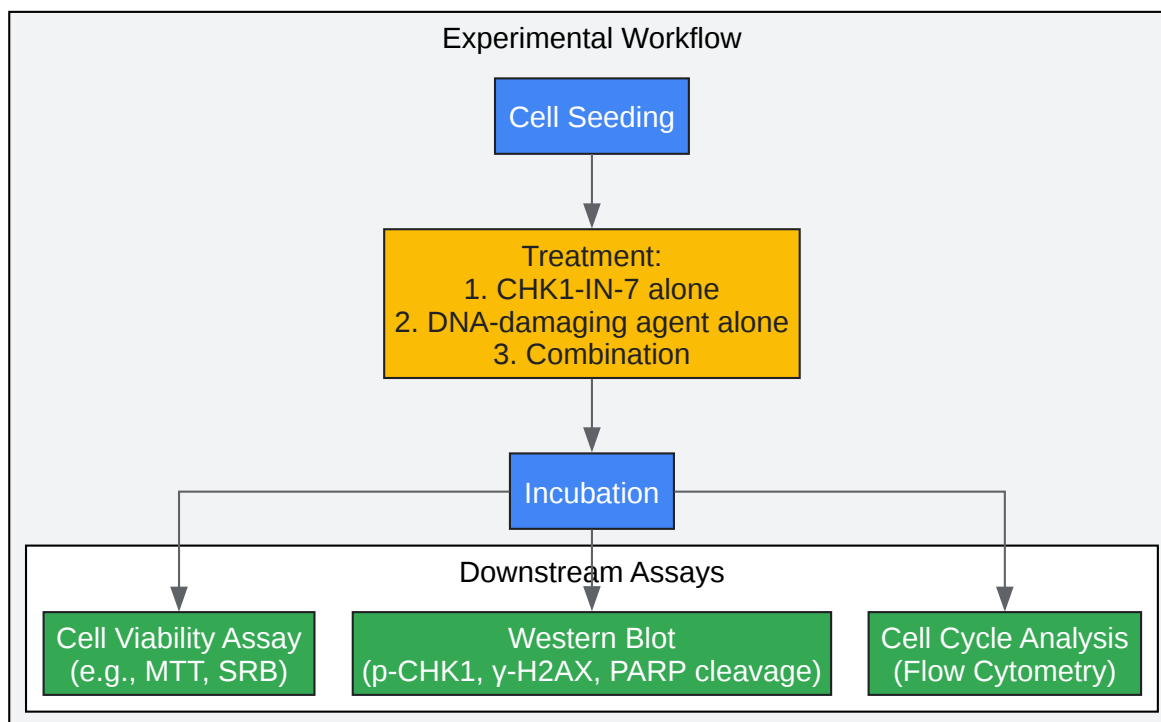 Experimental Workflow
Cell Seeding
Treatment:
1. CHK1-IN-7 alone
2. DNA-damaging agent alone
3. Combination
Incubation
Downstream Assays
Cell Viability Assay
(e.g., MTT, SRB)
Western Blot
(p-CHK1, γ-H2AX, PARP cleavage)
Cell Cycle Analysis
(Flow Cytometry)